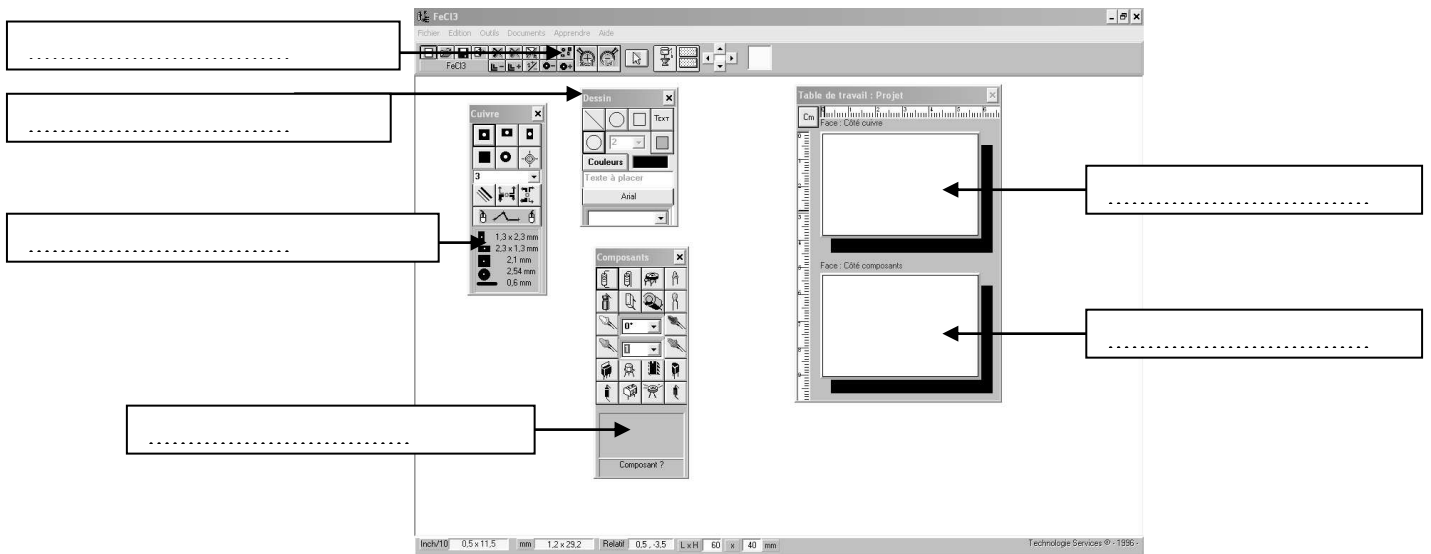 FeCl3
Fichier Edition Outils Documents Apprendre Aide
FeCl3
Dessin
TEXT
2
Couleurs
Texte à placer
Arial
Cuivre
3
1,3 x 2,3 mm
2,3 x 1,3 mm
2,1 mm
2,54 mm
0,6 mm
Composants
0°
Composant ?
Table de travail : Projet
Cm
Face : Côté cuivre
Face : Côté composants
Inch/10 0,5 x 11,5 mm 1,2 x 29,2 Relatif 0,5 , -3,5 L x H 60 x 40 mm
Technologie Services ® - 1996 -